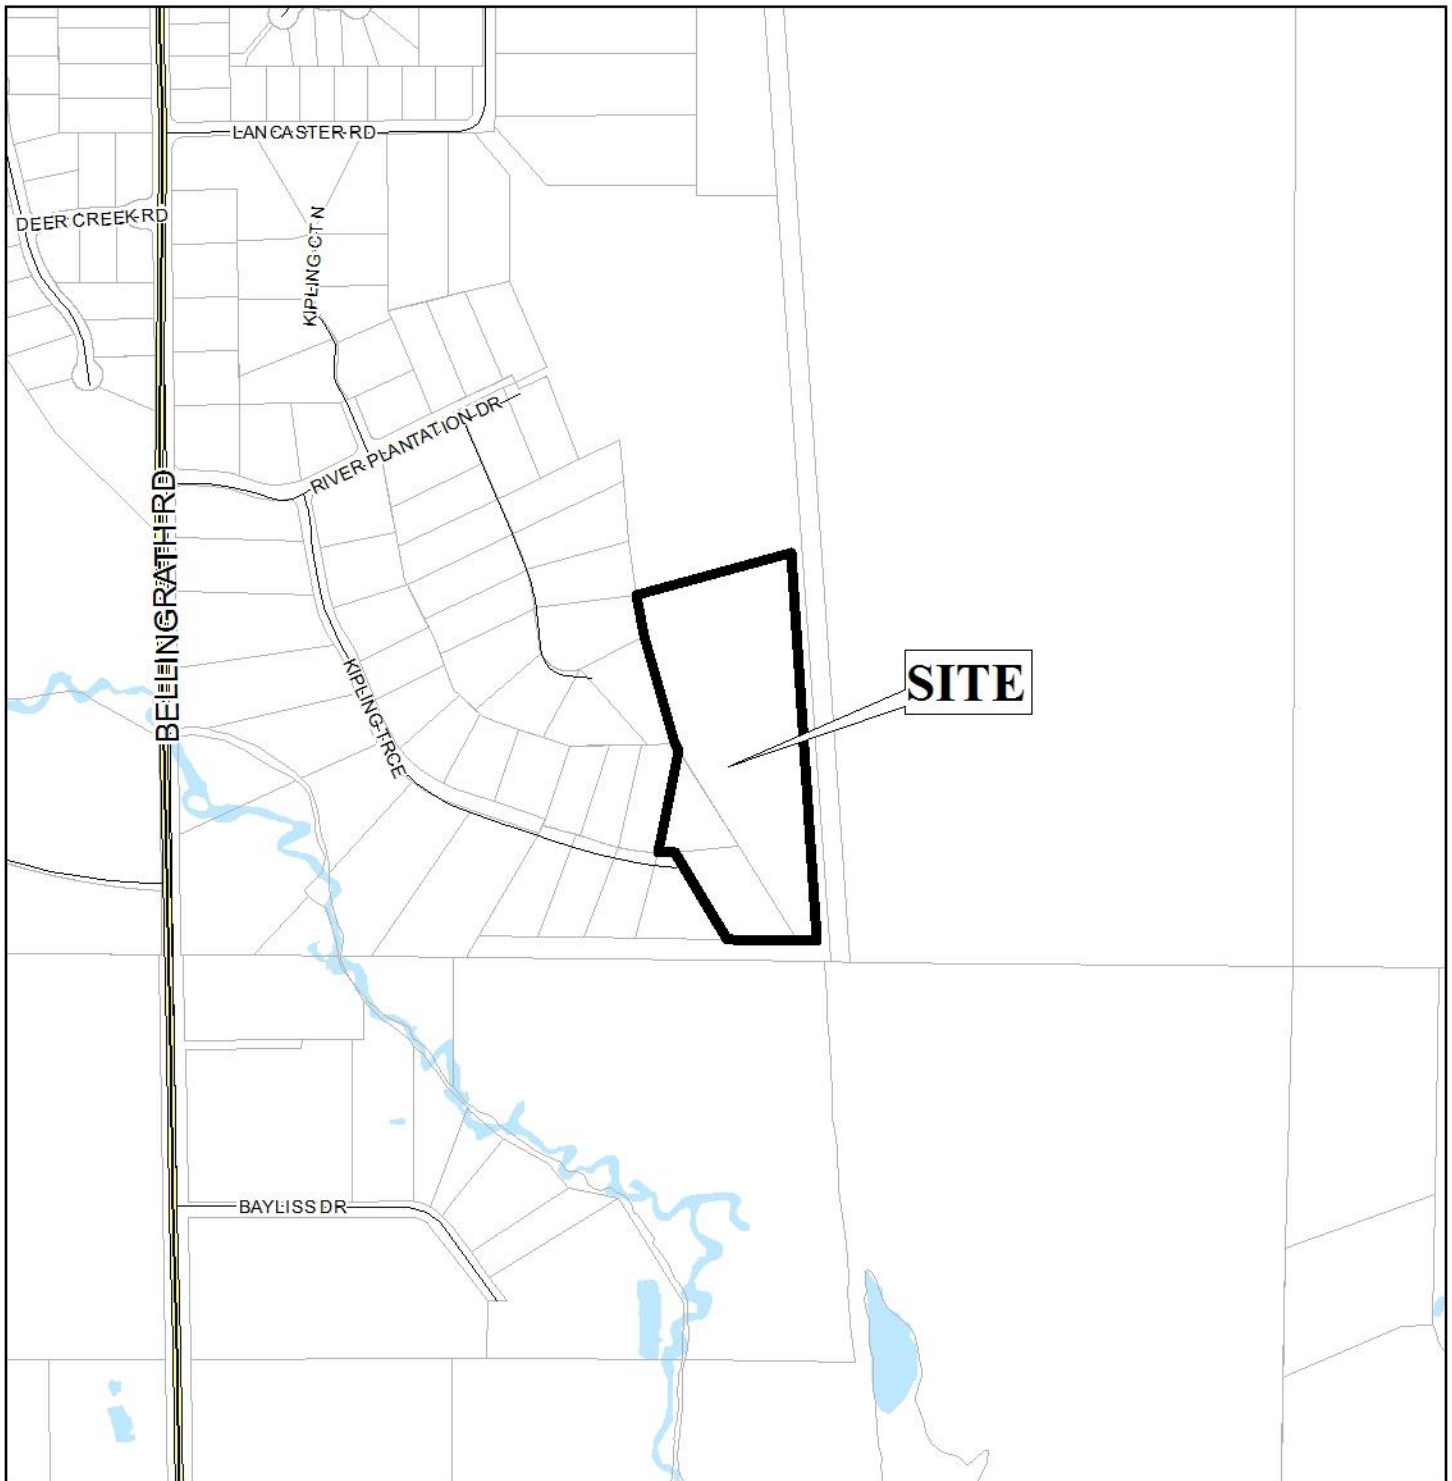 LANCASTER RD
DEER CREEK RD
KIPLING CT N
RIVER PLANTATION DR
BELLINGRATH RD
KIPLING TRCE
SITE
BAYLISS DR